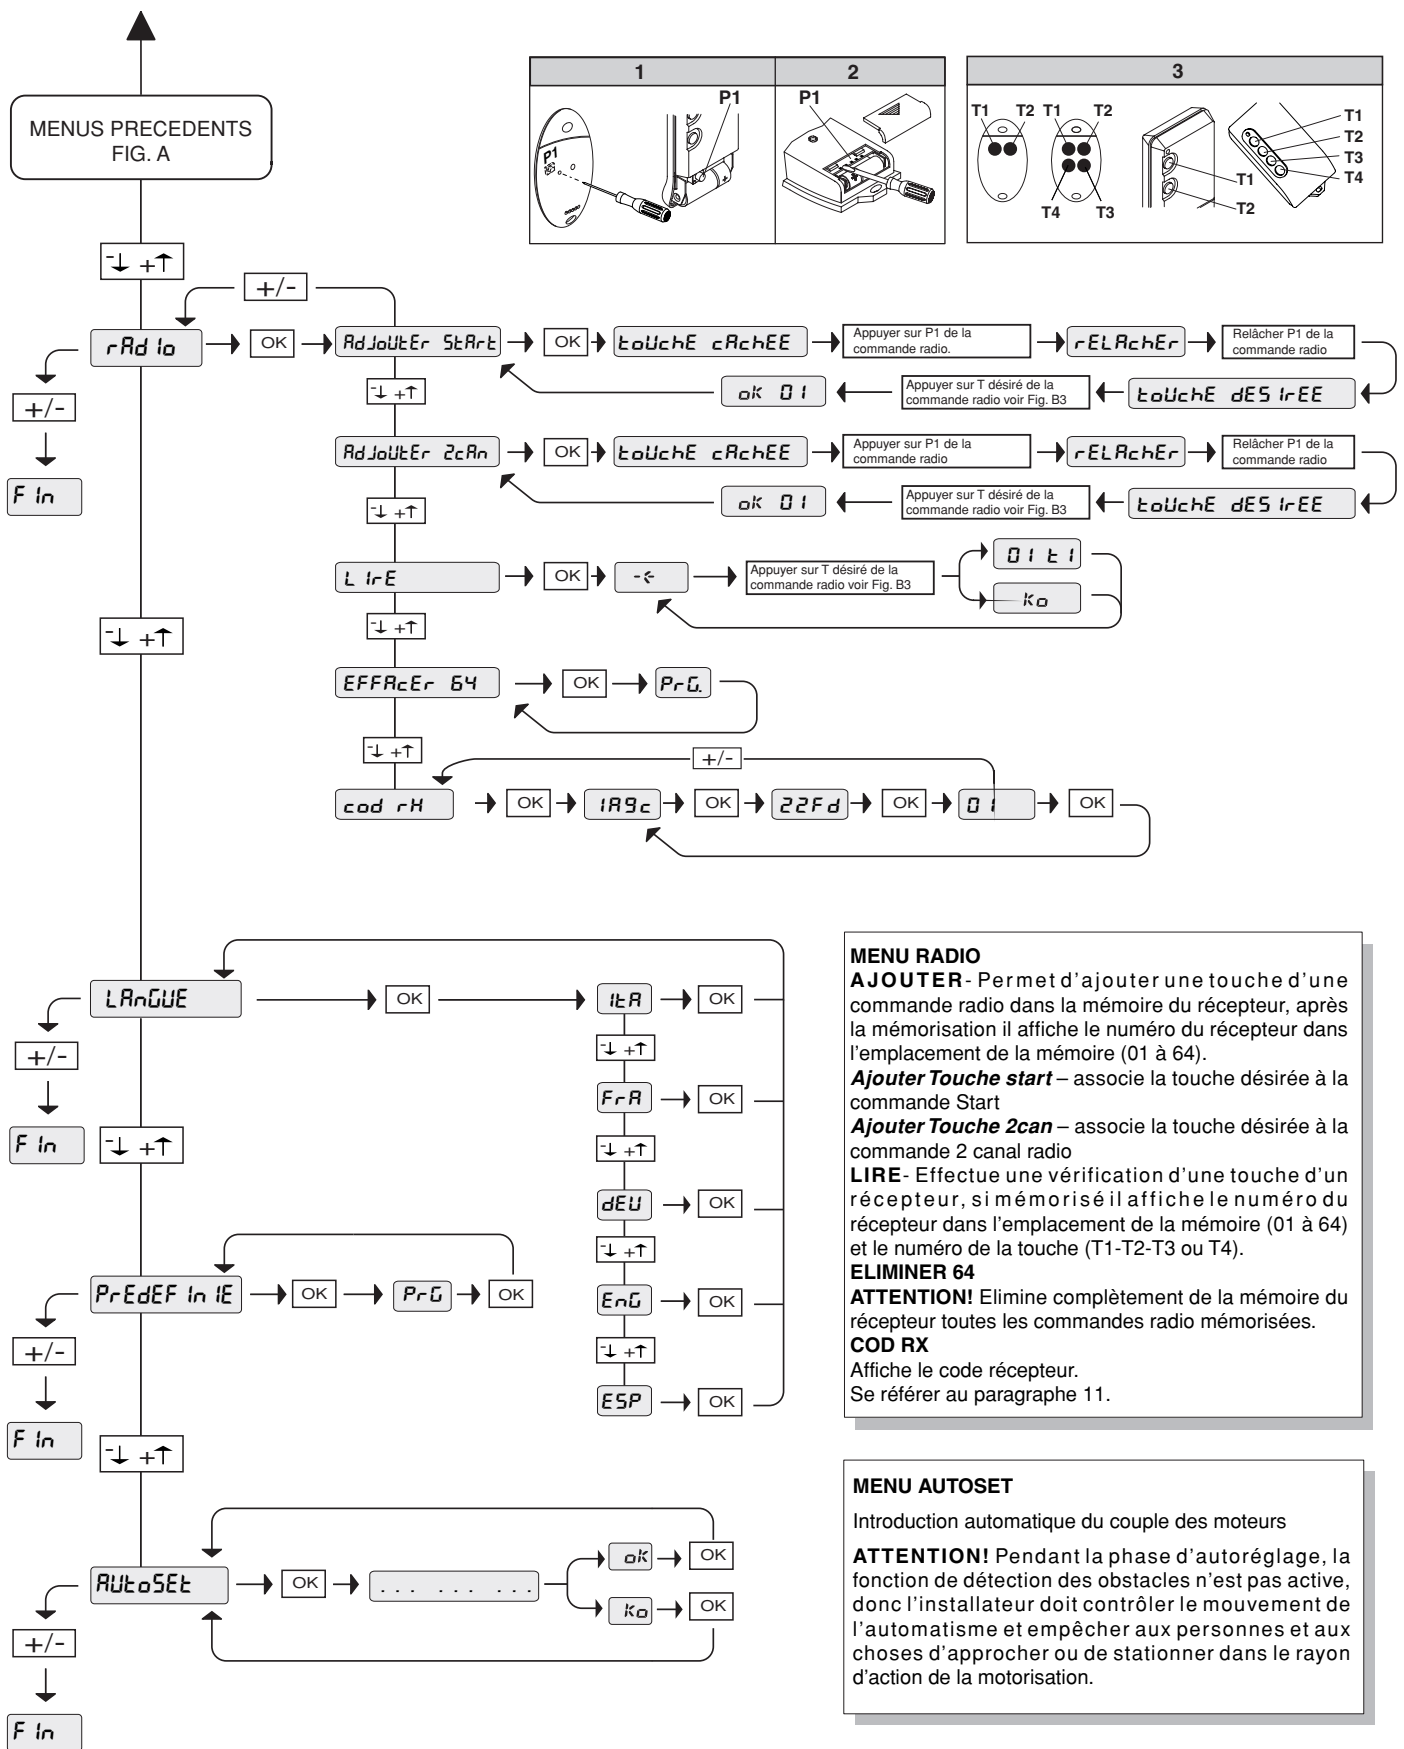 MENUS PRECEDENTS
FIG. A
1
2
3
P1
P1
P1
T1 T2 T1 T2
T4 T3
T1
T2
T1
T2
T3
T4
-↓ +↑
+/-
rAdIo
OK
AdJoUtEr StArt
OK
toUchE cAchEE
Appuyer sur P1 de la
commande radio.
rELAchEr
Relâcher P1 de la
commande radio
+/-
FIn
-↓ +↑
oK 01
Appuyer sur T désiré de la
commande radio voir Fig. B3
toUchE dESIrEE
AdJoUtEr 2cAn
OK
toUchE cAchEE
Appuyer sur P1 de la
commande radio
rELAchEr
Relâcher P1 de la
commande radio
-↓ +↑
oK 01
Appuyer sur T désiré de la
commande radio voir Fig. B3
toUchE dESIrEE
LIrE
OK
-<-
Appuyer sur T désiré de la
commande radio voir Fig. B3
01 t1
Ko
-↓ +↑
-↓ +↑
EFFAcEr 64
OK
PrG.
-↓ +↑
+/-
cod rH
OK
1A9c
OK
22Fd
OK
01
OK
LAnGUE
OK
ItA
OK
-↓ +↑
FrA
OK
-↓ +↑
dEU
OK
-↓ +↑
EnG
OK
-↓ +↑
ESP
OK
+/-
FIn
-↓ +↑
PrEdEFInIE
OK
PrG
OK
+/-
FIn
-↓ +↑
AUtoSEt
OK
... ... ...
oK
OK
Ko
OK
+/-
FIn
MENU RADIO
AJOUTER- Permet d'ajouter une touche d'une
commande radio dans la mémoire du récepteur, après
la mémorisation il affiche le numéro du récepteur dans
l'emplacement de la mémoire (01 à 64).
Ajouter Touche start – associe la touche désirée à la
commande Start
Ajouter Touche 2can – associe la touche désirée à la
commande 2 canal radio
LIRE- Effectue une vérification d'une touche d'un
récepteur, si mémorisé il affiche le numéro du
récepteur dans l'emplacement de la mémoire (01 à 64)
et le numéro de la touche (T1-T2-T3 ou T4).
ELIMINER 64
ATTENTION! Elimine complètement de la mémoire du
récepteur toutes les commandes radio mémorisées.
COD RX
Affiche le code récepteur.
Se référer au paragraphe 11.
MENU AUTOSET
Introduction automatique du couple des moteurs
ATTENTION! Pendant la phase d'autoréglage, la
fonction de détection des obstacles n'est pas active,
donc l'installateur doit contrôler le mouvement de
l'automatisme et empêcher aux personnes et aux
choses d'approcher ou de stationner dans le rayon
d'action de la motorisation.